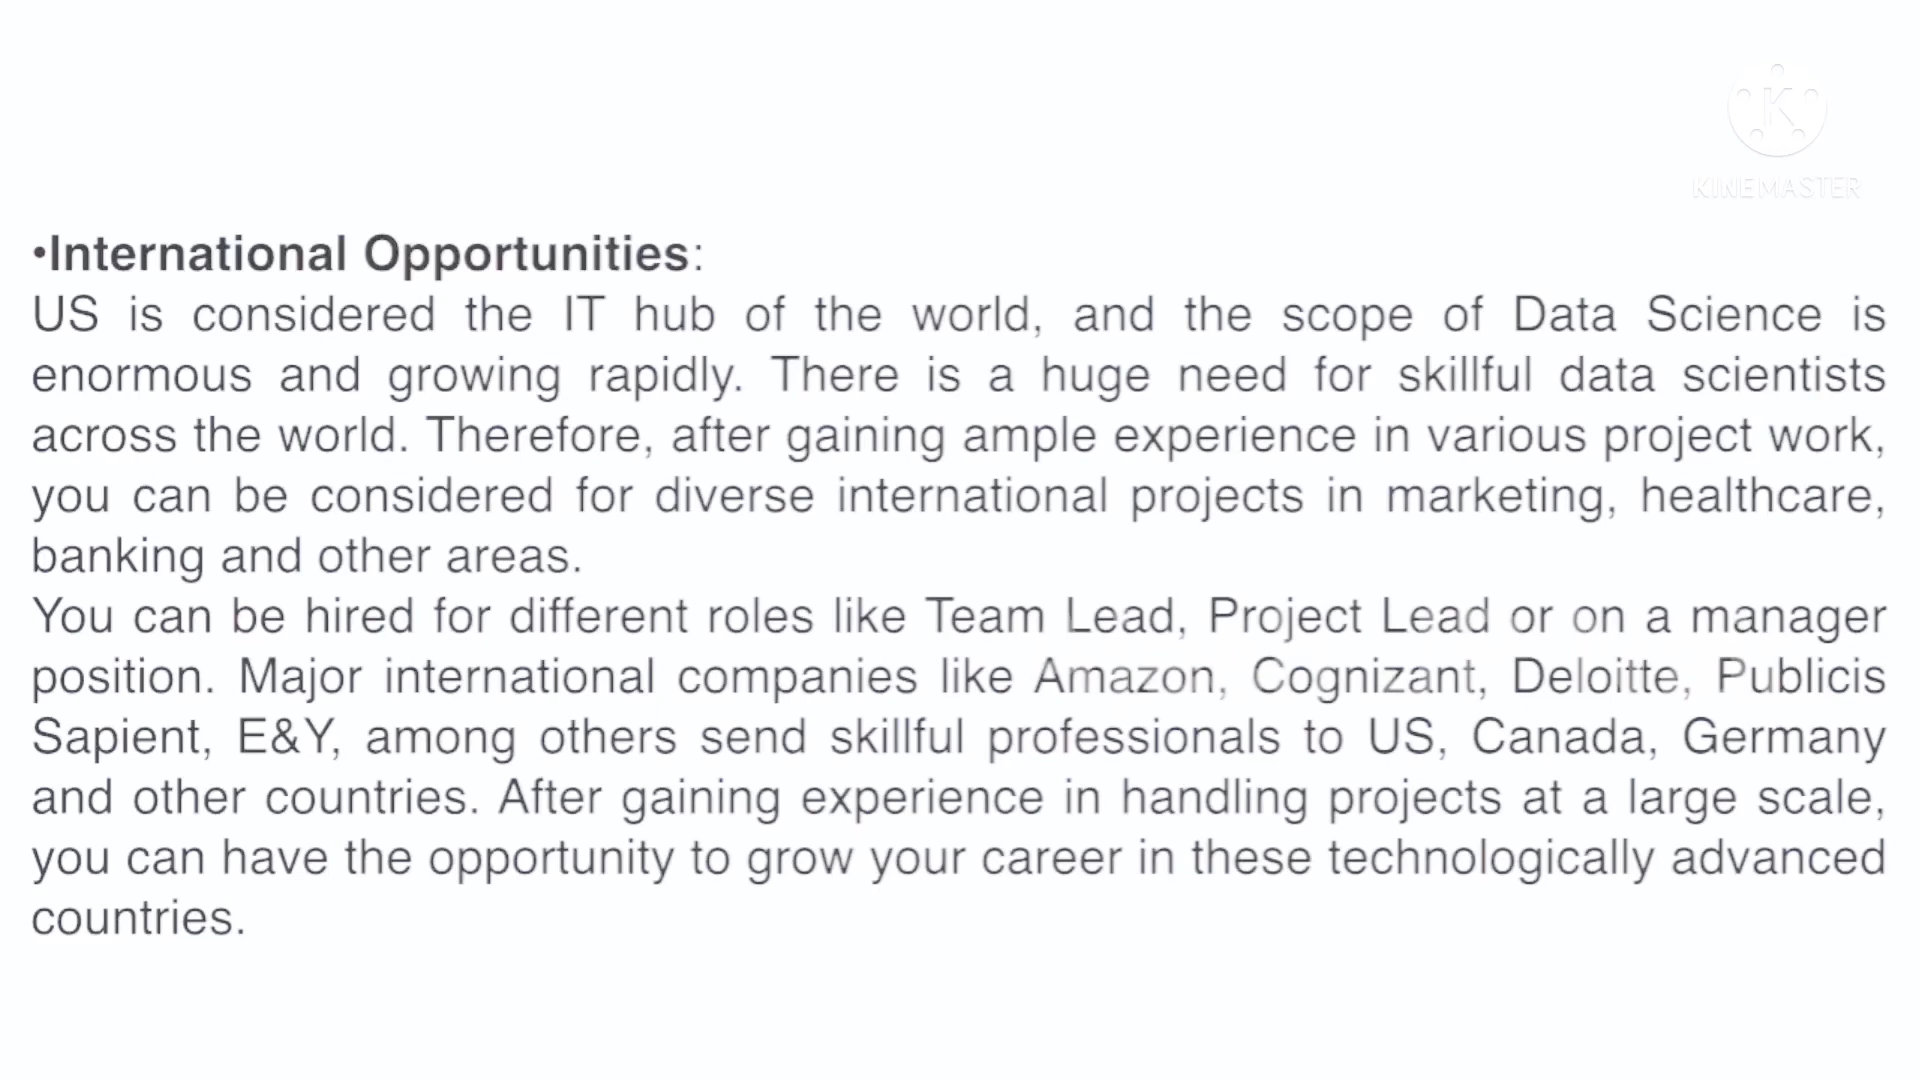 KINEMASTER
•International Opportunities:
US is considered the IT hub of the world, and the scope of Data Science is
enormous and growing rapidly. There is a huge need for skillful data scientists
across the world. Therefore, after gaining ample experience in various project work,
you can be considered for diverse international projects in marketing, healthcare,
banking and other areas.
You can be hired for different roles like Team Lead, Project Lead or on a manager
position. Major international companies like Amazon, Cognizant, Deloitte, Publicis
Sapient, E&Y, among others send skillful professionals to US, Canada, Germany
and other countries. After gaining experience in handling projects at a large scale,
you can have the opportunity to grow your career in these technologically advanced
countries.